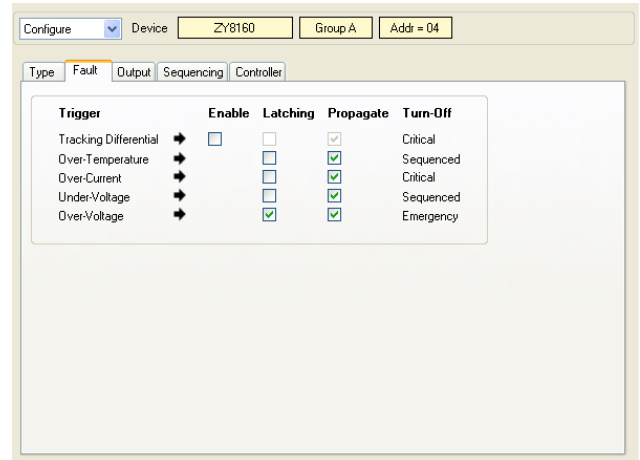 Configure Device ZY8160 Group A Addr = 04
Type Fault Output Sequencing Controller
Trigger Enable Latching Propagate Turn-Off
Tracking Differential Critical
Over-Temperature Sequenced
Over-Current Critical
Under-Voltage Sequenced
Over-Voltage Emergency